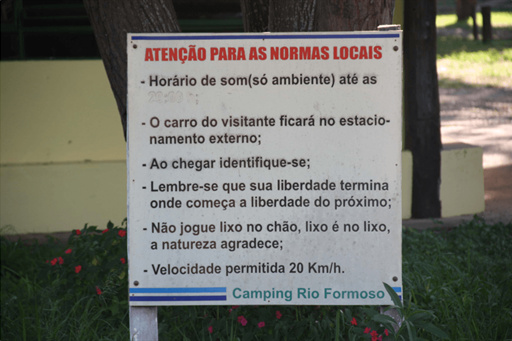 ATENÇÃO PARA AS NORMAS LOCAIS
- Horário de som(só ambiente) até as
- O carro do visitante ficará no estacio-
namento externo;
- Ao chegar identifique-se;
- Lembre-se que sua liberdade termina
onde começa a liberdade do próximo;
- Não jogue lixo no chão, lixo é no lixo,
a natureza agradece;
- Velocidade permitida 20 Km/h.
Camping Rio Formoso